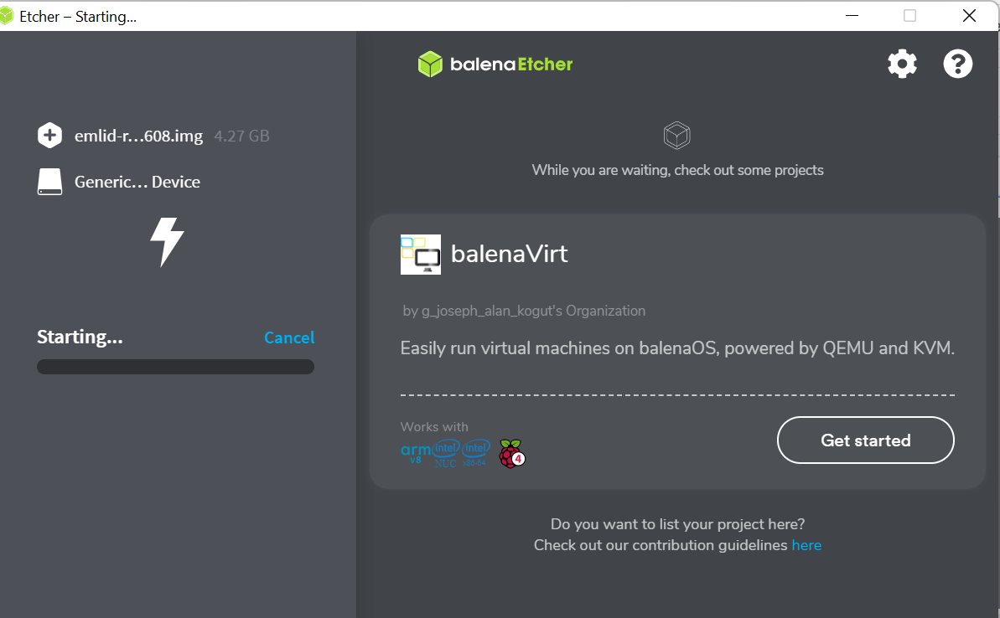 Etcher – Starting...
balenaEtcher
emlid-r...608.img 4.27 GB
Generic... Device
Starting...
Cancel
While you are waiting, check out some projects
balenaVirt
by g_joseph_alan_kogut's Organization
Easily run virtual machines on balenaOS, powered by QEMU and KVM.
Works with
arm v8
intel NUC
intel x86-64
4
Get started
Do you want to list your project here?
Check out our contribution guidelines here